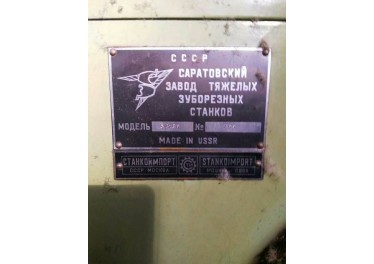 СССР
САРАТОВСКИЙ
ЗАВОД ТЯЖЕЛЫХ
ЗУБОРЕЗНЫХ
СТАНКОВ
МОДЕЛЬ №
MADE IN USSR
СТАНКОИМПОРТ STANKOIMPORT
СССР МОСКВА